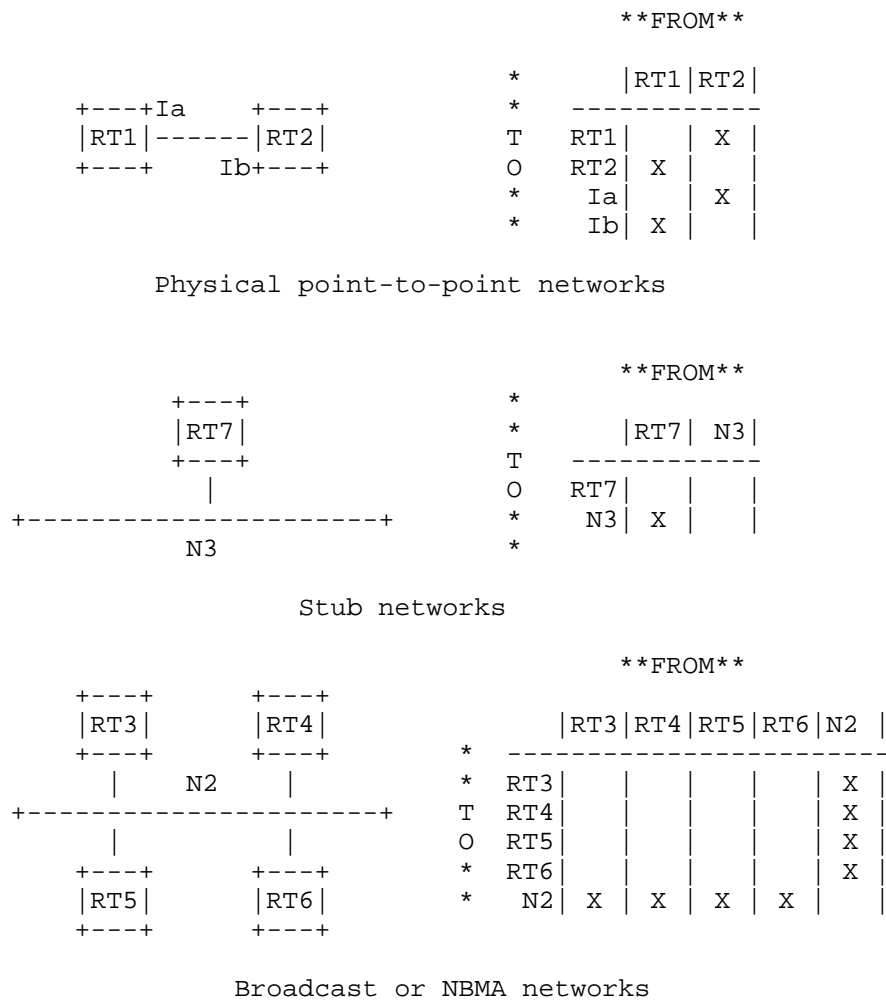 **FROM**

                                       *      |RT1|RT2|
    +---+Ia    +---+                   *   ------------
    |RT1|------|RT2|                   T   RT1|   | X |
    +---+    Ib+---+                   O   RT2| X |   |
                                       *    Ia|   | X |
                                       *    Ib| X |   |

         Physical point-to-point networks

                                                  **FROM**
          +---+                        *
          |RT7|                        *      |RT7| N3|
          +---+                        T   ------------
            |                          O   RT7|   |   |
+----------------------+               *    N3| X |   |
           N3                          *

                  Stub networks

                                                  **FROM**
    +---+      +---+
    |RT3|      |RT4|              |RT3|RT4|RT5|RT6|N2 |
    +---+      +---+        *  ------------------------
      |    N2    |          *  RT3|   |   |   |   | X |
+----------------------+    T  RT4|   |   |   |   | X |
      |          |          O  RT5|   |   |   |   | X |
    +---+      +---+        *  RT6|   |   |   |   | X |
    |RT5|      |RT6|        *   N2| X | X | X | X |   |
    +---+      +---+

              Broadcast or NBMA networks